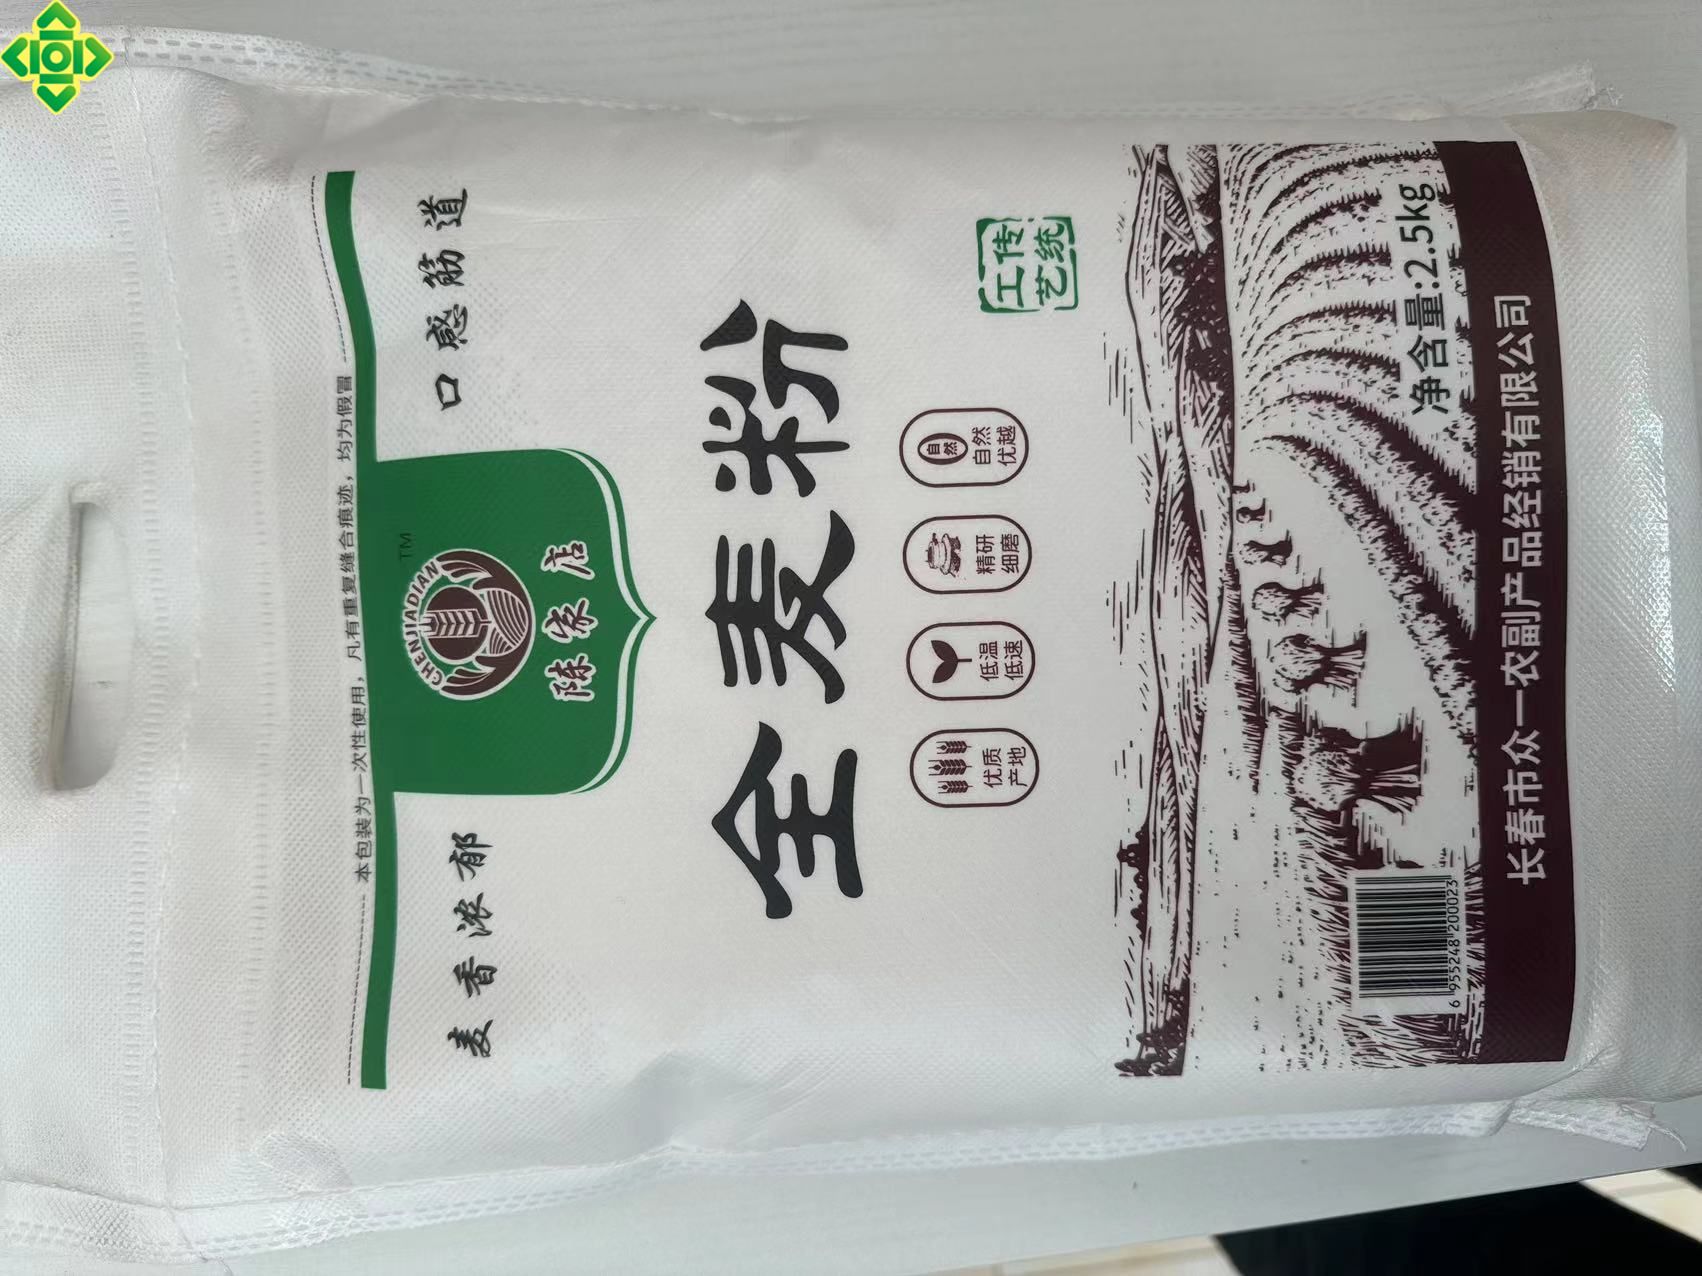 本包装为一次性使用，凡有重复缝合痕迹，均为假冒
麦香浓郁
口感筋道
TM
CHENJIADIAN
陈家店
全麦粉
优质
产地
低温
低速
精研
细磨
自然
自然
优越
工传
艺统
净含量:2.5kg
6 955248 200023
长春市众一农副产品经销有限公司